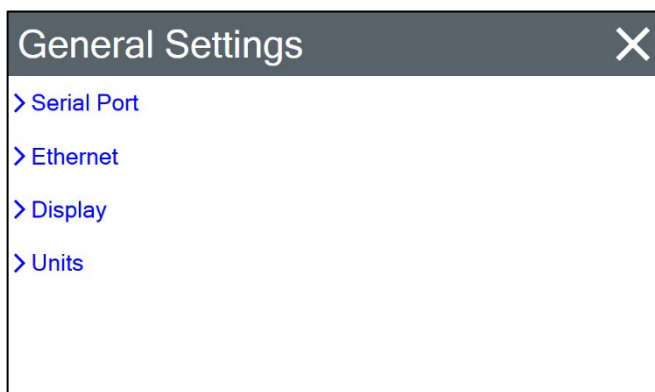 General Settings
Serial Port
Ethernet
Display
Units